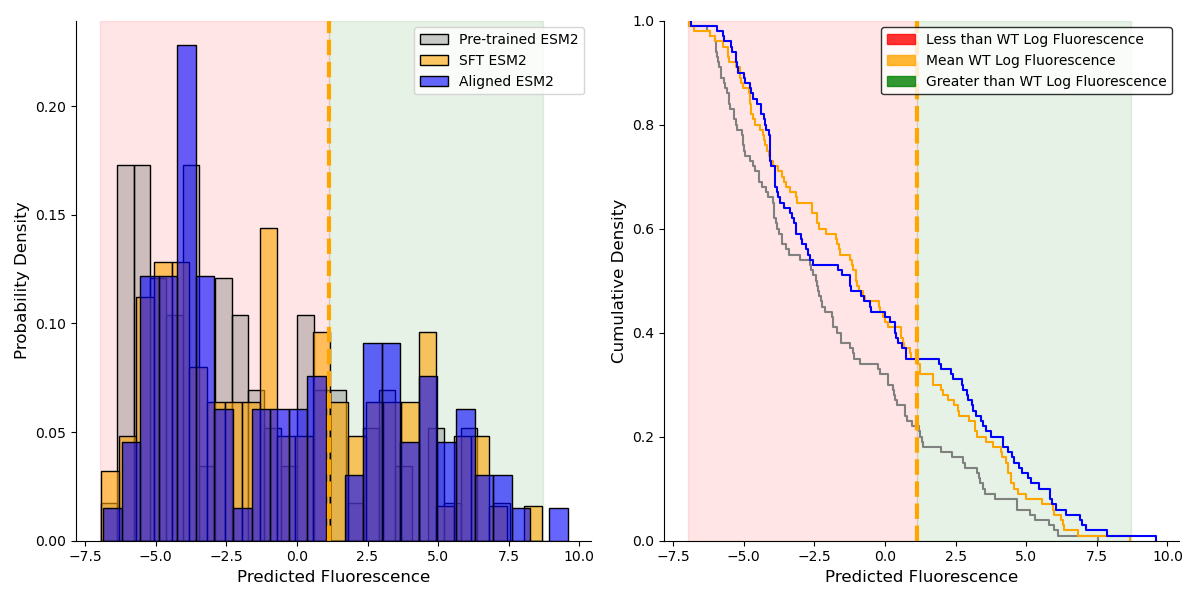 Probability Density
0.20
0.15
0.10
0.05
0.00
−7.5 −5.0 −2.5 0.0 2.5 5.0 7.5 10.0
Predicted Fluorescence
Pre-trained ESM2
SFT ESM2
Aligned ESM2
Cumulative Density
1.0
0.8
0.6
0.4
0.2
0.0
−7.5 −5.0 −2.5 0.0 2.5 5.0 7.5 10.0
Predicted Fluorescence
Less than WT Log Fluorescence
Mean WT Log Fluorescence
Greater than WT Log Fluorescence